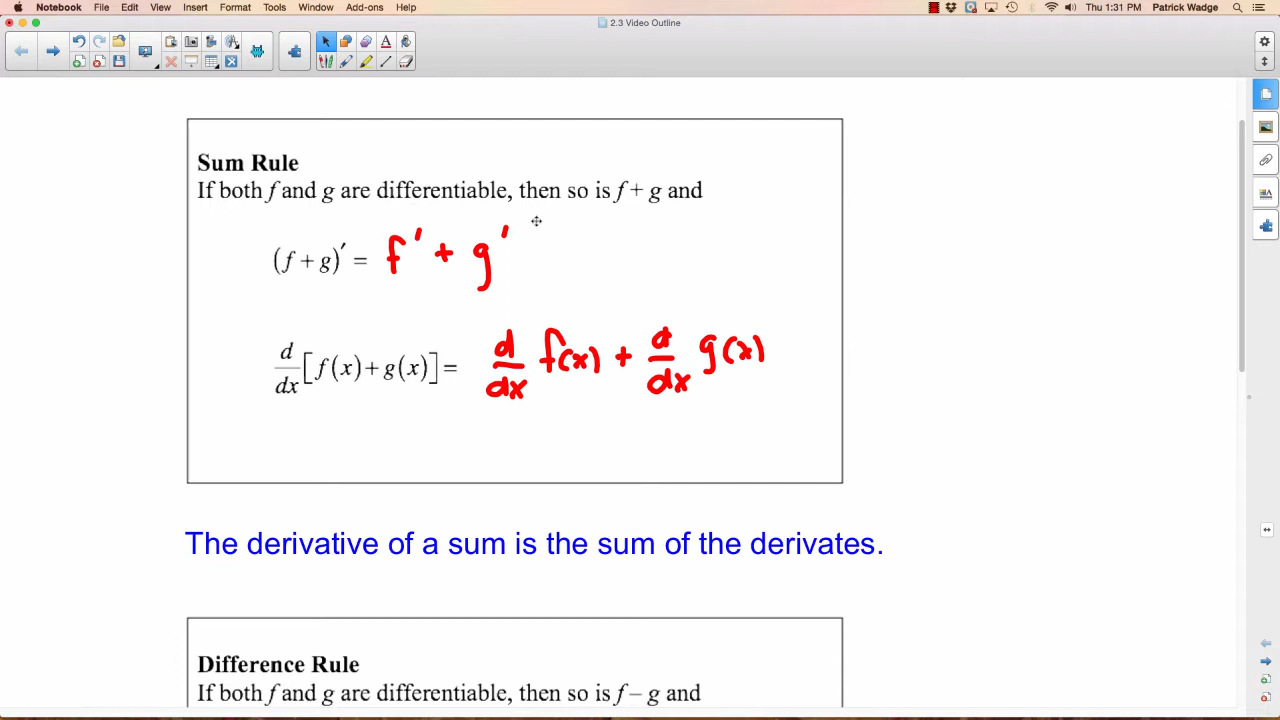 Notebook File Edit View Insert Format Tools Window Add-ons Help Thu 1:31 PM Patrick Wadge
2.3 Video Outline
Sum Rule
If both f and g are differentiable, then so is f + g and
(f + g)′ = f' + g'
d/dx [f(x) + g(x)] = d/dx f(x) + d/dx g(x)
The derivative of a sum is the sum of the derivates.
Difference Rule
If both f and g are differentiable, then so is f – g and